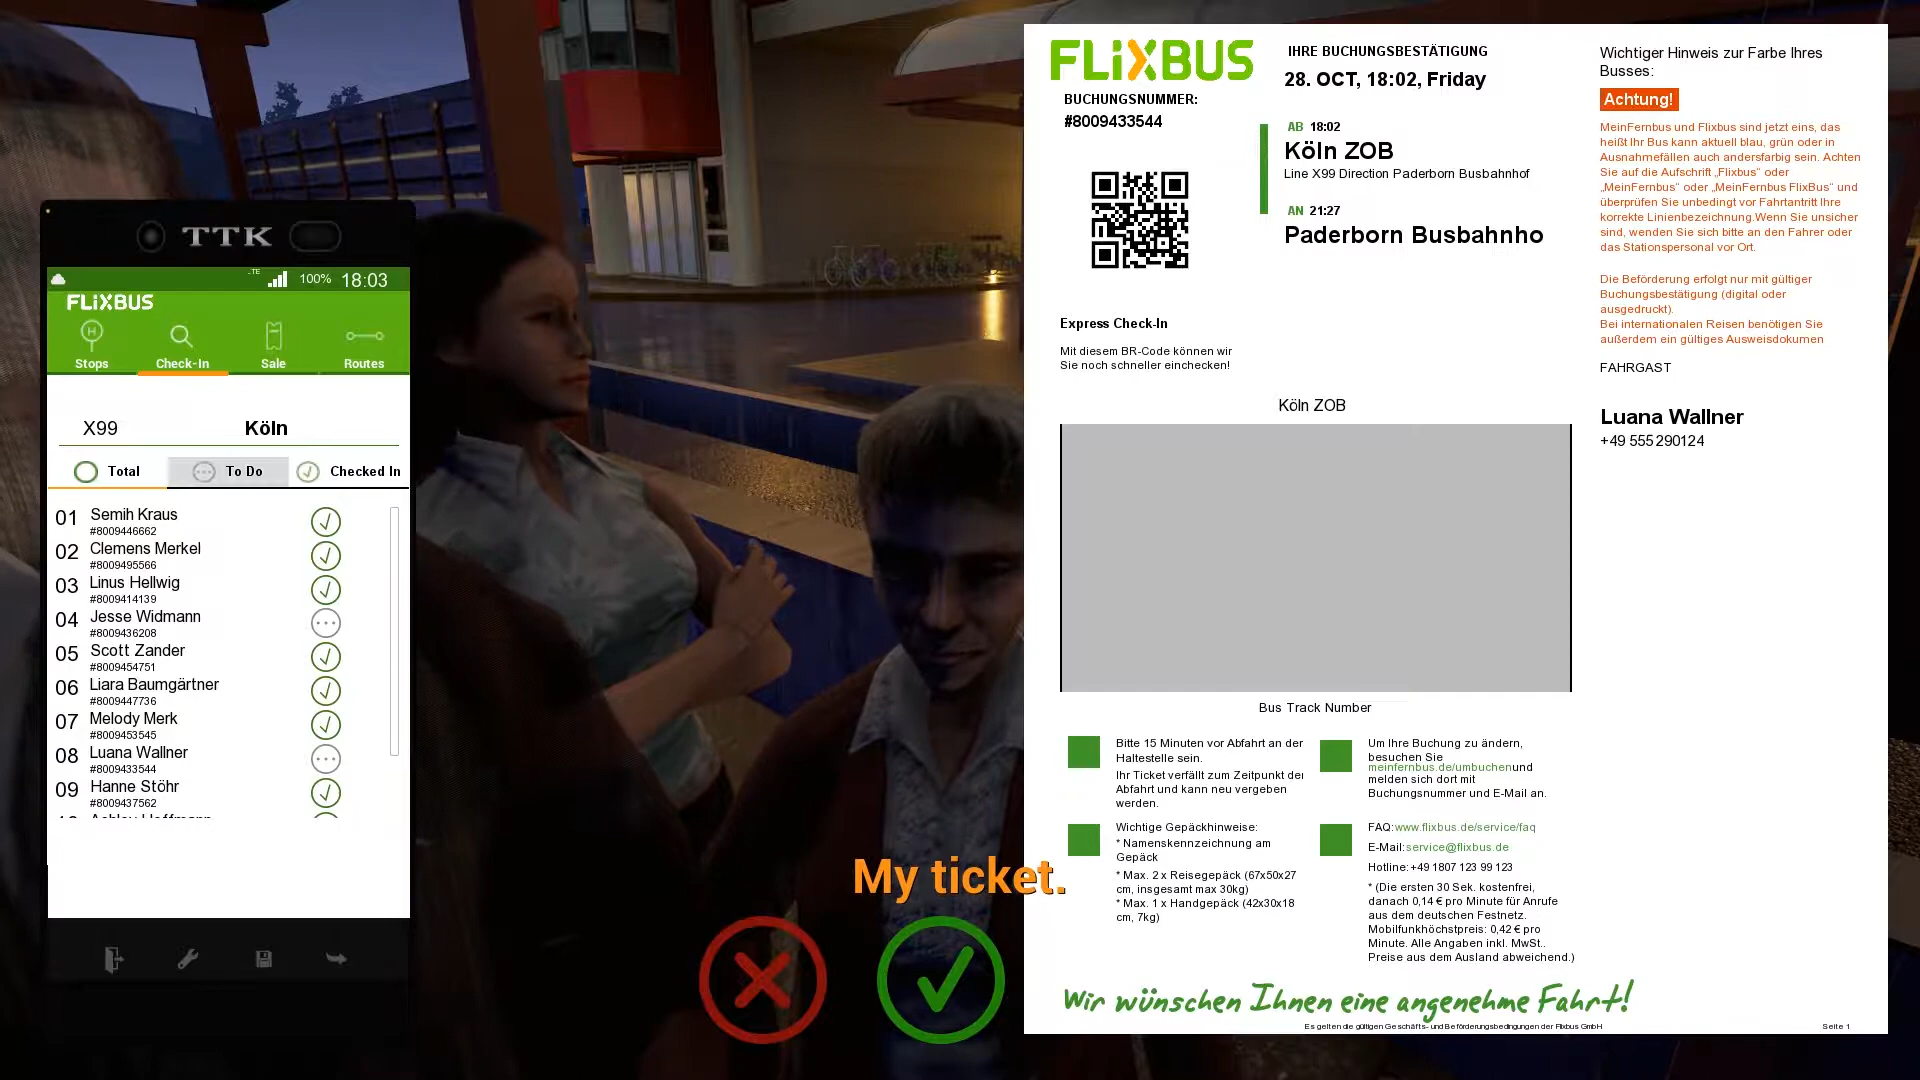 TTK
LTE 100% 18:03
FLiXBUS
Stops Check-In Sale Routes
X99 Köln
Total To Do Checked In
01 Semih Kraus
#8009446662
02 Clemens Merkel
#8009495566
03 Linus Hellwig
#8009414139
04 Jesse Widmann
#8009436208
05 Scott Zander
#8009454751
06 Liara Baumgärtner
#8009447736
07 Melody Merk
#8009453545
08 Luana Wallner
#8009433544
09 Hanne Stöhr
#8009437562
My ticket.
FLiXBUS
BUCHUNGSNUMMER:
#8009433544
IHRE BUCHUNGSBESTÄTIGUNG
28. OCT, 18:02, Friday
AB 18:02
Köln ZOB
Line X99 Direction Paderborn Busbahnhof
AN 21:27
Paderborn Busbahnho
Express Check-In
Mit diesem BR-Code können wir
Sie noch schneller einchecken!
Köln ZOB
Bus Track Number
Bitte 15 Minuten vor Abfahrt an der
Haltestelle sein.
Ihr Ticket verfällt zum Zeitpunkt der
Abfahrt und kann neu vergeben
werden.
Wichtige Gepäckhinweise:
* Namenskennzeichnung am
Gepäck
* Max. 2 x Reisegepäck (67x50x27
cm, insgesamt max 30kg)
* Max. 1 x Handgepäck (42x30x18
cm, 7kg)
Um Ihre Buchung zu ändern,
besuchen Sie
meinfernbus.de/umbuchenund
melden sich dort mit
Buchungsnummer und E-Mail an.
FAQ:www.flixbus.de/service/faq
E-Mail:service@flixbus.de
Hotline:+49 1807 123 99 123
* (Die ersten 30 Sek. kostenfrei,
danach 0,14 € pro Minute für Anrufe
aus dem deutschen Festnetz.
Mobilfunkhöchstpreis: 0,42 € pro
Minute. Alle Angaben inkl. MwSt..
Preise aus dem Ausland abweichend.)
Wir wünschen Ihnen eine angenehme Fahrt!
Es gelten die gültigen Geschäfts- und Beförderungsbedingungen der Flixbus GmbH
Seite 1
Wichtiger Hinweis zur Farbe Ihres
Busses:
Achtung!
MeinFernbus und Flixbus sind jetzt eins, das
heißt Ihr Bus kann aktuell blau, grün oder in
Ausnahmefällen auch andersfarbig sein. Achten
Sie auf die Aufschrift „Flixbus“ oder
„MeinFernbus“ oder „MeinFernbus FlixBus“ und
überprüfen Sie unbedingt vor Fahrtantritt Ihre
korrekte Linienbezeichnung.Wenn Sie unsicher
sind, wenden Sie sich bitte an den Fahrer oder
das Stationspersonal vor Ort.
Die Beförderung erfolgt nur mit gültiger
Buchungsbestätigung (digital oder
ausgedruckt).
Bei internationalen Reisen benötigen Sie
außerdem ein gültiges Ausweisdokumen
FAHRGAST
Luana Wallner
+49 555 290124